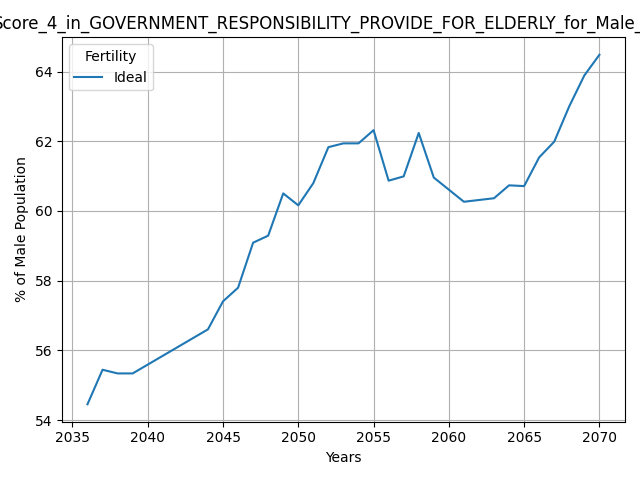 Score_4_in_GOVERNMENT_RESPONSIBILITY_PROVIDE_FOR_ELDERLY_for_Male_
Fertility
Ideal
% of Male Population
64
62
60
58
56
54
2035 2040 2045 2050 2055 2060 2065 2070
Years